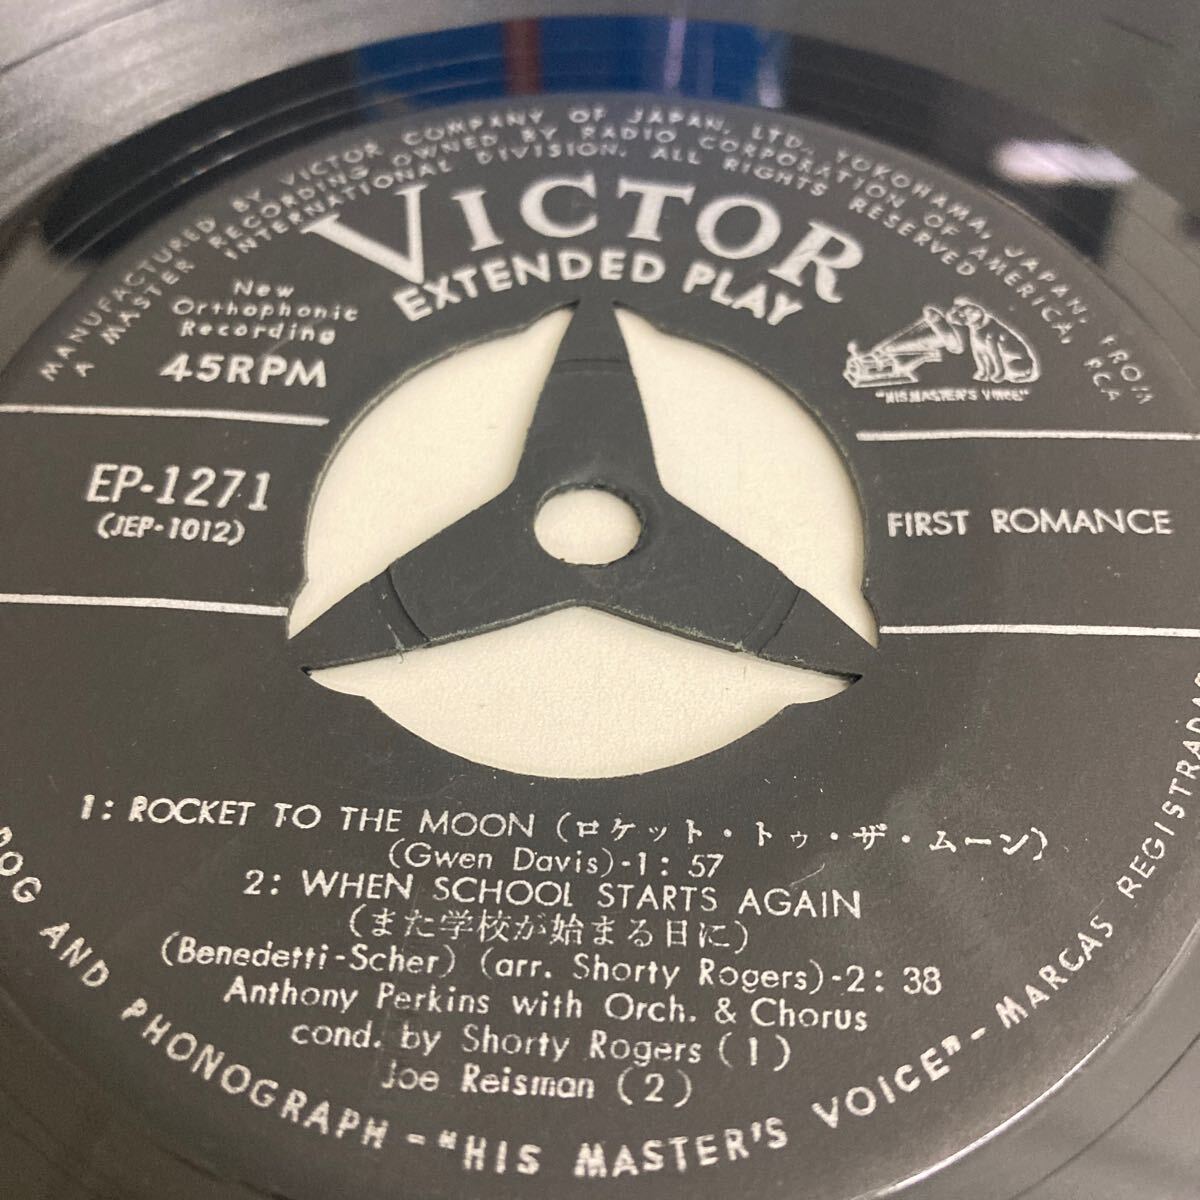 MANUFACTURED BY VICTOR COMPANY OF JAPAN, LTD., YOKOHAMA, JAPAN, FROM
A MASTER RECORDING OWNED BY RADIO CORPORATION OF AMERICA, RCA
INTERNATIONAL DIVISION. ALL RIGHTS RESERVED
VICTOR
EXTENDED PLAY
New
Orthophonic
Recording
45RPM
"HIS MASTER'S VOICE"
EP-1271
(JEP-1012)
FIRST ROMANCE
1: ROCKET TO THE MOON (ロケット・トゥ・ザ・ムーン)
(Gwen Davis)-1: 57
2: WHEN SCHOOL STARTS AGAIN
(また学校が始まる日に)
(Benedetti-Scher) (arr. Shorty Rogers)-2: 38
Anthony Perkins with Orch. & Chorus
cond. by Shorty Rogers (1)
Joe Reisman (2)
DOG AND PHONOGRAPH - "HIS MASTER'S VOICE" - MARCAS REGISTRADAS